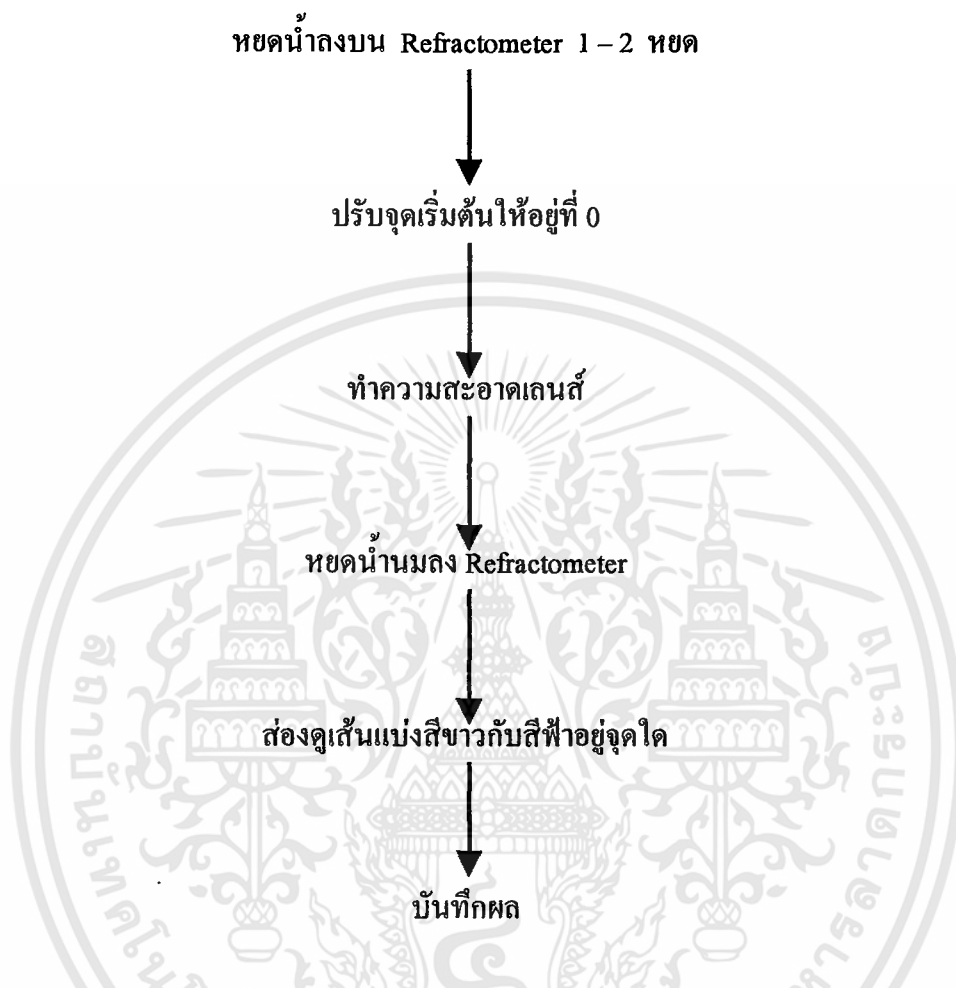 หยดน้ำลงบน Refractometer 1 – 2 หยด
ปรับจุดเริ่มต้นให้อยู่ที่ 0
ทำความสะอาดเลนส์
หยดน้ำนมลง Refractometer
ส่องดูเส้นแบ่งสีขาวกับสีฟ้าอยู่จุดใด
บันทึกผล